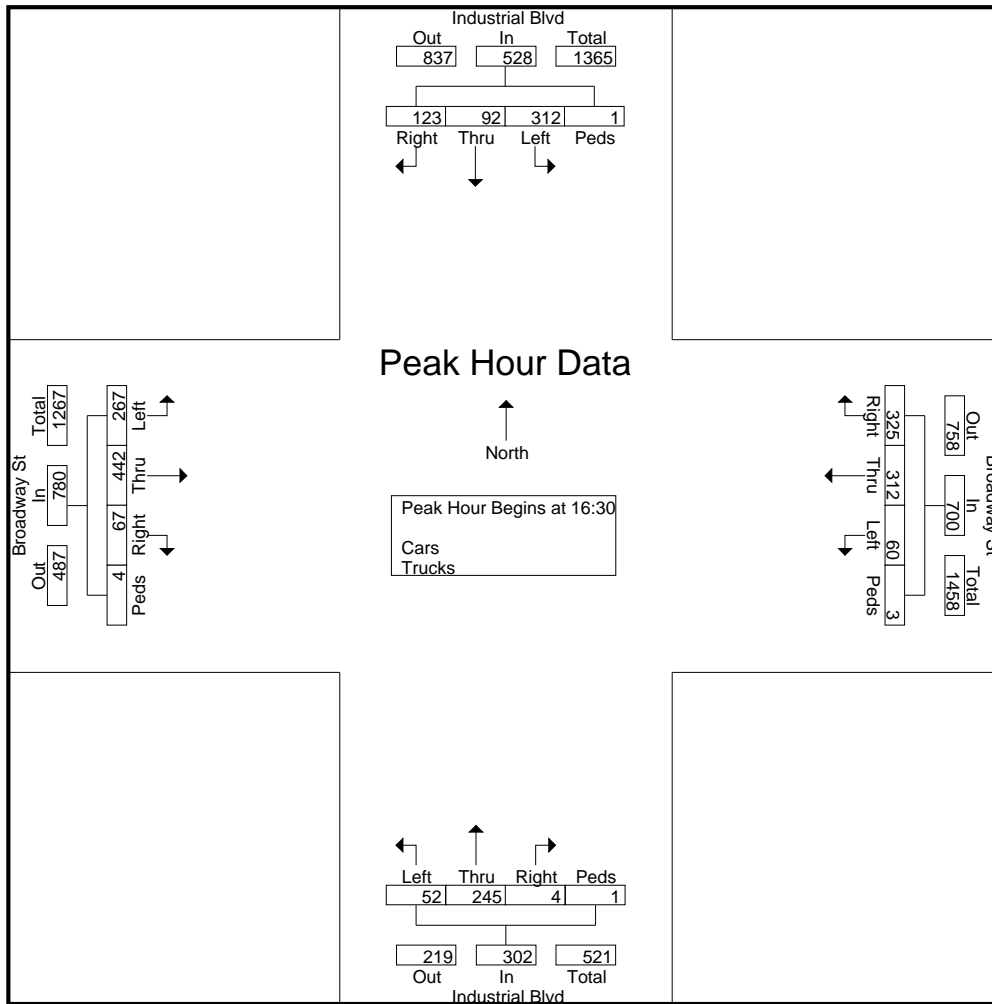 Industrial Blvd
Out In Total
837 528 1365
123 92 312 1
Right Thru Left Peds
Peak Hour Data
North
Peak Hour Begins at 16:30
Cars
Trucks
Broadway St
Total In Out
1267 780 487
267 442 67 4
Left Thru Right Peds
Broadway St
Out In Total
758 700 1458
325 312 60 3
Right Thru Left Peds
Left Thru Right Peds
52 245 4 1
219 302 521
Out In Total
Industrial Blvd